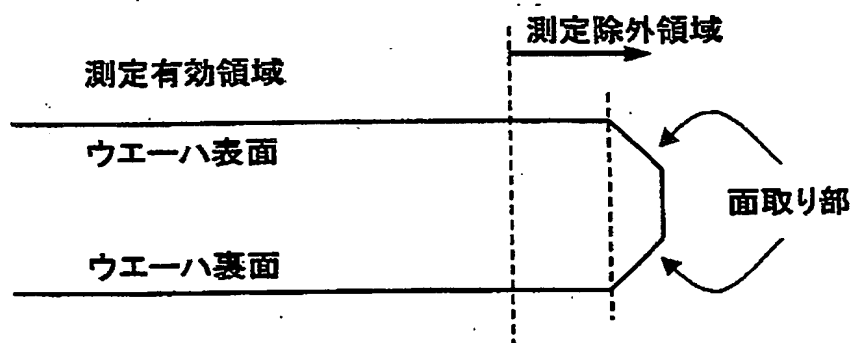 測定除外領域
測定有効領域
ウエーハ表面
面取り部
ウエーハ裏面